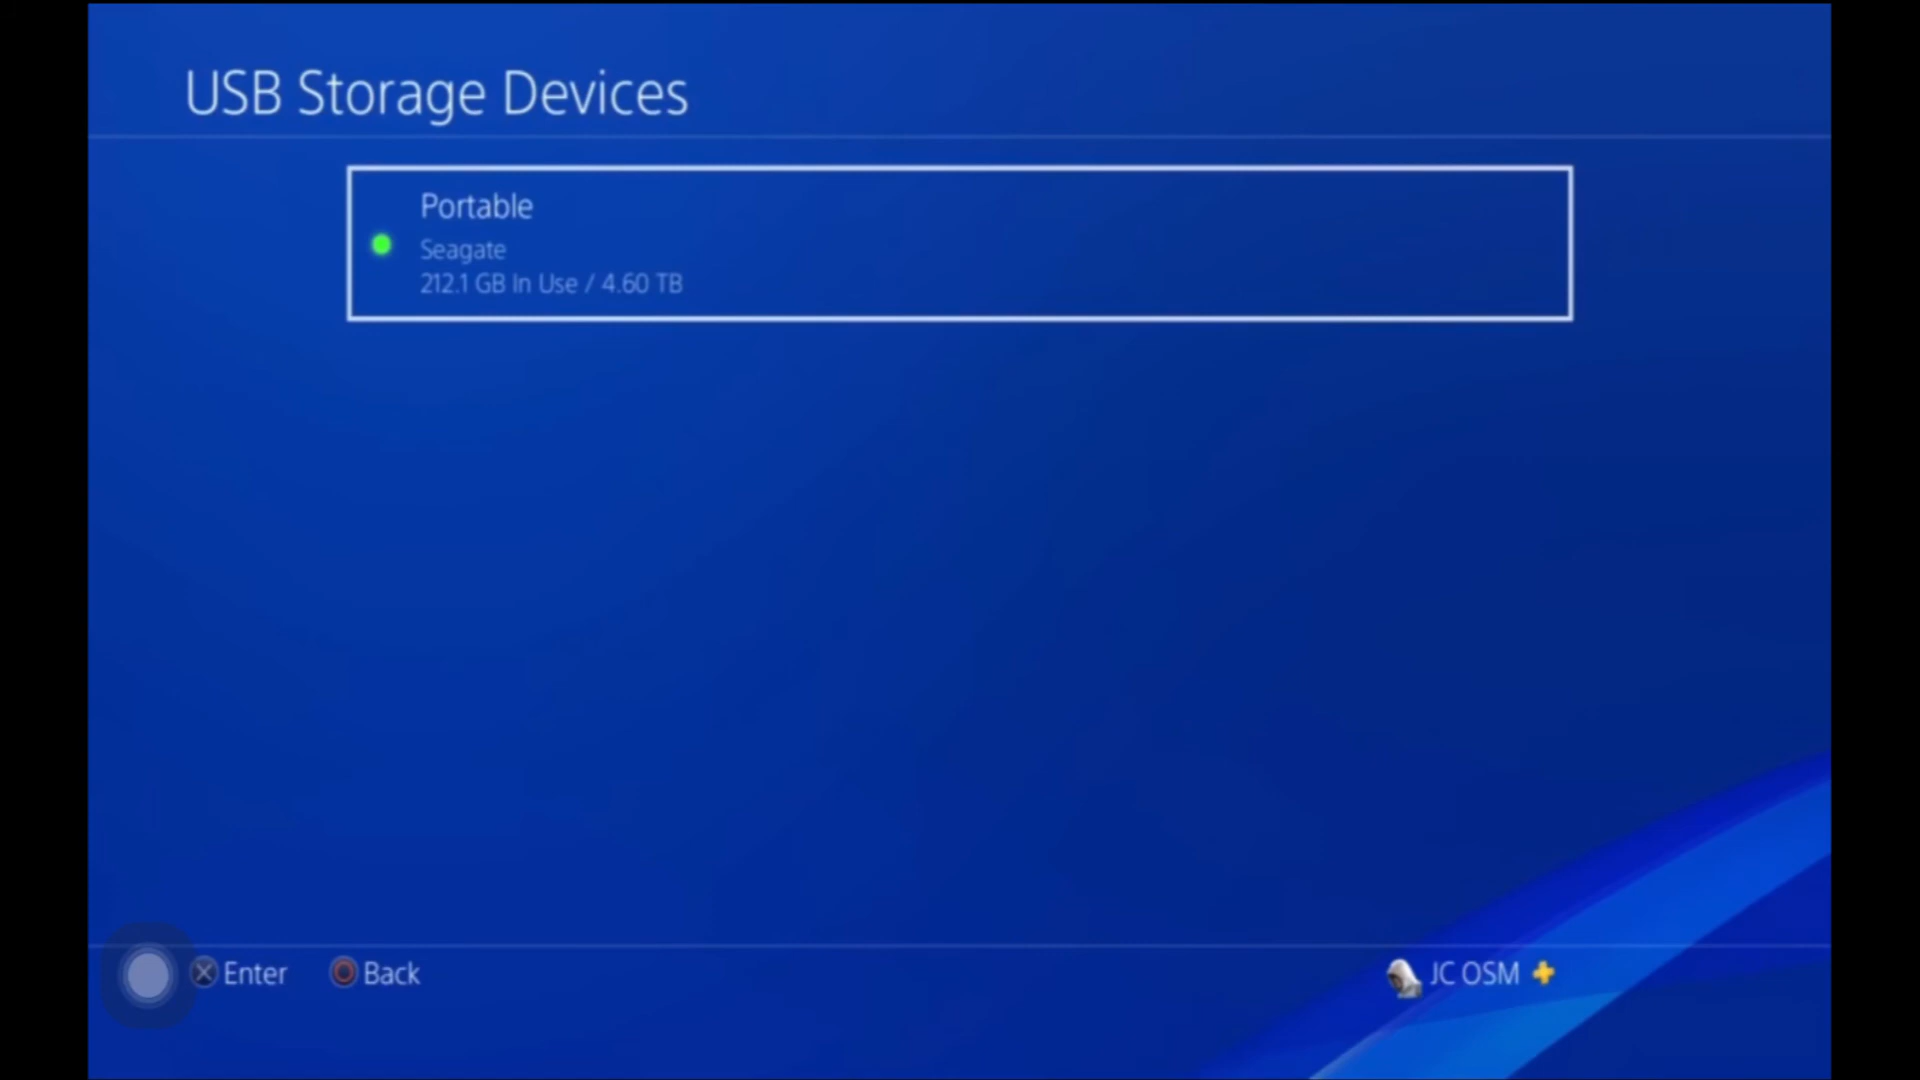 USB Storage Devices
Portable
Seagate
212.1 GB In Use / 4.60 TB
Enter
Back
JC OSM